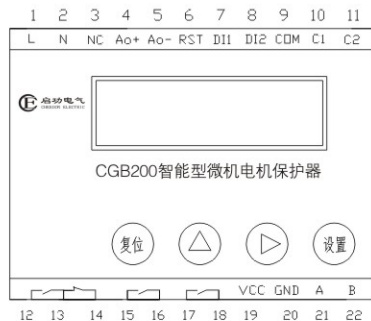 1 2 3 4 5 6 7 8 9 10 11
L N NC Ao+ Ao- RST DI1 DI2 COM C1 C2
启功电气
CGB200智能型微机电机保护器
复位 设置
VCC GND A B
12 13 14 15 16 17 18 19 20 21 22